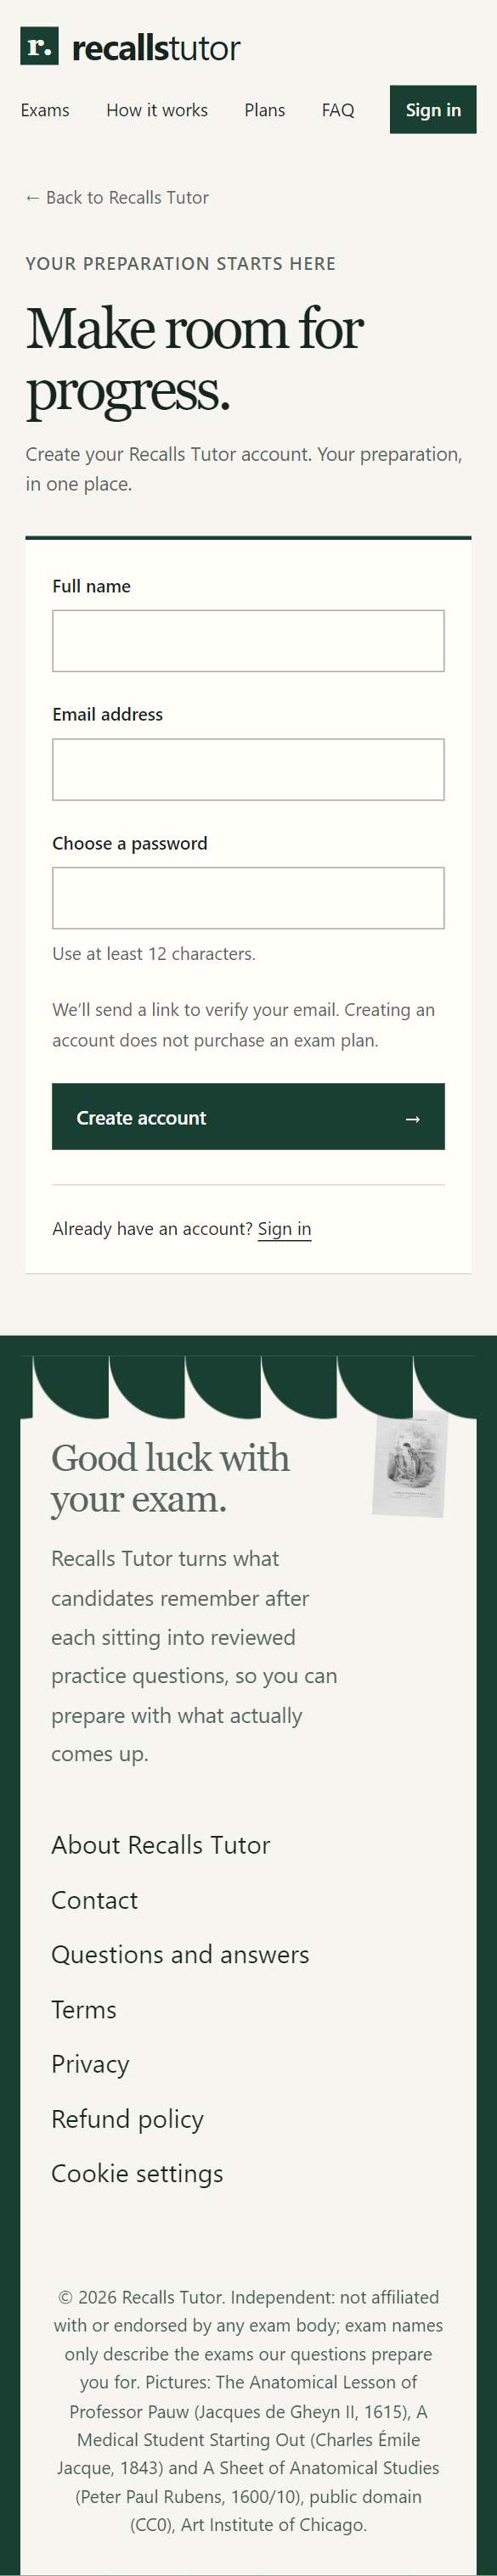 r. recallstutor
Exams How it works Plans FAQ Sign in
← Back to Recalls Tutor
YOUR PREPARATION STARTS HERE
Make room for
progress.
Create your Recalls Tutor account. Your preparation,
in one place.
Full name
Email address
Choose a password
Use at least 12 characters.
We’ll send a link to verify your email. Creating an
account does not purchase an exam plan.
Create account →
Already have an account? Sign in
Good luck with
your exam.
Recalls Tutor turns what
candidates remember after
each sitting into reviewed
practice questions, so you can
prepare with what actually
comes up.
About Recalls Tutor
Contact
Questions and answers
Terms
Privacy
Refund policy
Cookie settings
© 2026 Recalls Tutor. Independent: not affiliated
with or endorsed by any exam body; exam names
only describe the exams our questions prepare
you for. Pictures: The Anatomical Lesson of
Professor Pauw (Jacques de Gheyn II, 1615), A
Medical Student Starting Out (Charles Émile
Jacque, 1843) and A Sheet of Anatomical Studies
(Peter Paul Rubens, 1600/10), public domain
(CC0), Art Institute of Chicago.